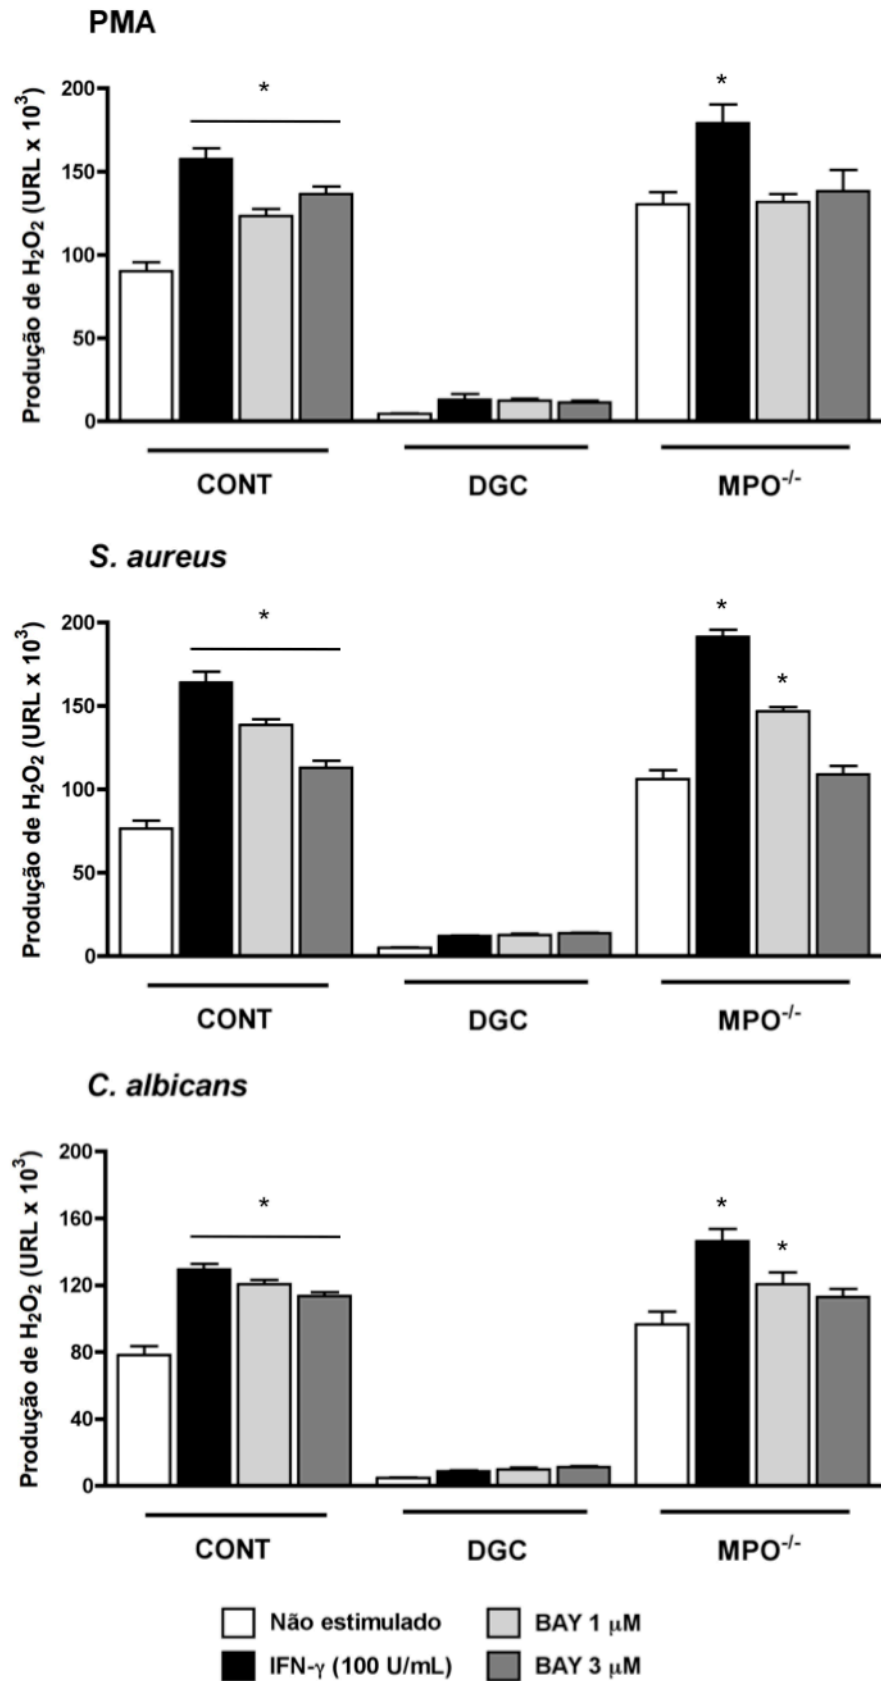 PMA
*
*
Produção de H₂O₂ (URL x 10³)
200
150
100
50
0
CONT
DGC
MPO⁻/⁻
S. aureus
*
*
*
Produção de H₂O₂ (URL x 10³)
200
150
100
50
0
CONT
DGC
MPO⁻/⁻
C. albicans
*
*
*
Produção de H₂O₂ (URL x 10³)
200
160
120
80
40
0
CONT
DGC
MPO⁻/⁻
Não estimulado
BAY 1 μM
IFN-γ (100 U/mL)
BAY 3 μM